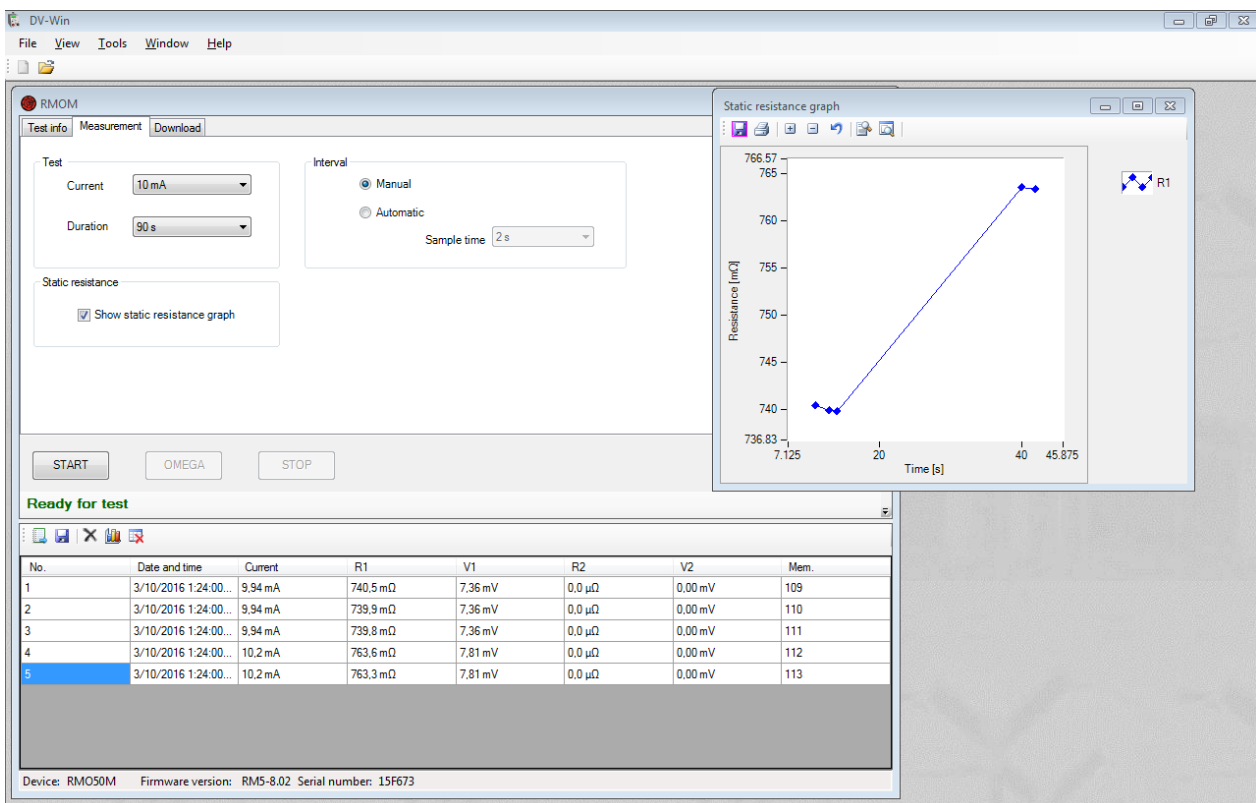 DV-Win
File View Tools Window Help
RMOM
Test info Measurement Download
Test
Current 10 mA
Duration 90 s
Interval
Manual
Automatic
Sample time 2 s
Static resistance
Show static resistance graph
START OMEGA STOP
Ready for test
Static resistance graph
766.57
765
760
755
750
745
740
736.83
Resistance [mΩ]
7.125 20 40 45.875
Time [s]
R1
No. Date and time Current R1 V1 R2 V2 Mem.
1 3/10/2016 1:24:00... 9,94 mA 740,5 mΩ 7,36 mV 0,0 µΩ 0,00 mV 109
2 3/10/2016 1:24:00... 9,94 mA 739,9 mΩ 7,36 mV 0,0 µΩ 0,00 mV 110
3 3/10/2016 1:24:00... 9,94 mA 739,8 mΩ 7,36 mV 0,0 µΩ 0,00 mV 111
4 3/10/2016 1:24:00... 10,2 mA 763,6 mΩ 7,81 mV 0,0 µΩ 0,00 mV 112
5 3/10/2016 1:24:00... 10,2 mA 763,3 mΩ 7,81 mV 0,0 µΩ 0,00 mV 113
Device: RMO50M Firmware version: RM5-8.02 Serial number: 15F673